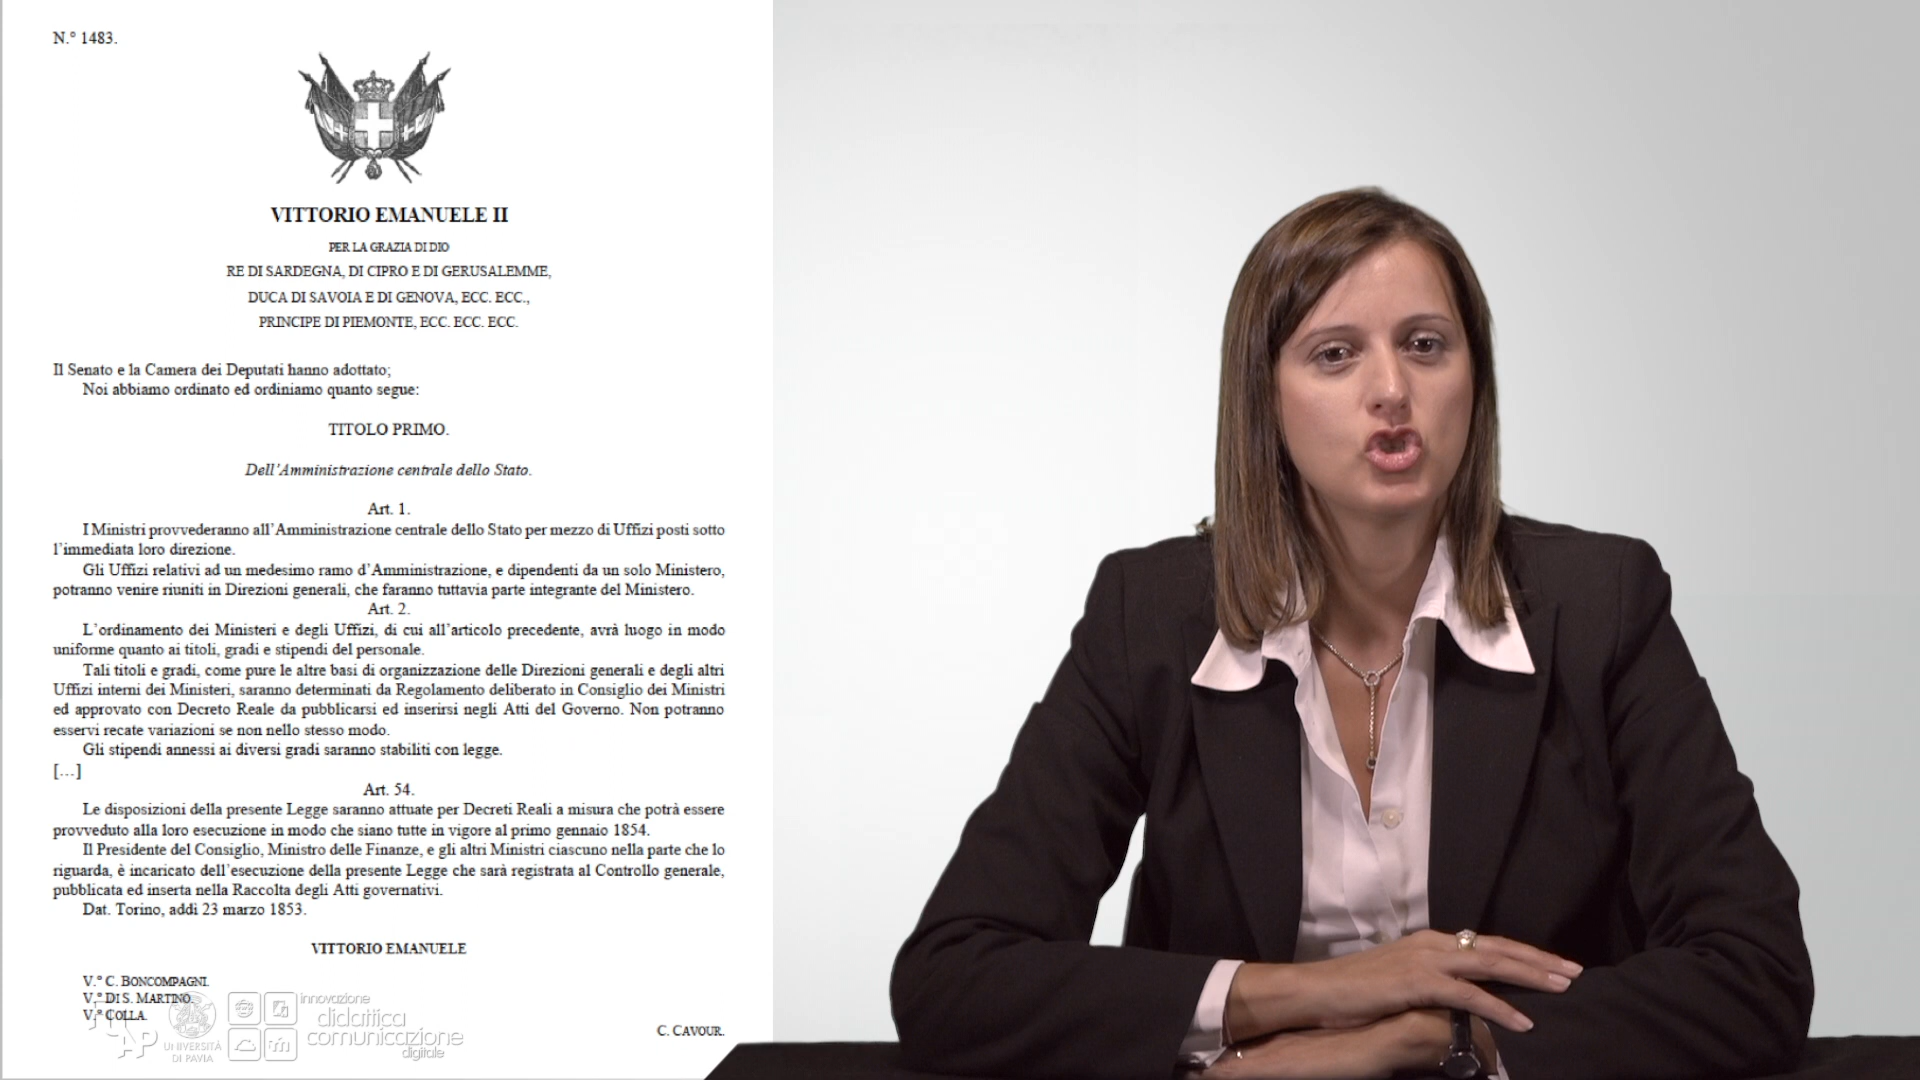 N.° 1483.
VITTORIO EMANUELE II
PER LA GRAZIA DI DIO
RE DI SARDEGNA, DI CIPRO E DI GERUSALEMME,
DUCA DI SAVOIA E DI GENOVA, ECC. ECC.,
PRINCIPE DI PIEMONTE, ECC. ECC. ECC.
Il Senato e la Camera dei Deputati hanno adottato;
Noi abbiamo ordinato ed ordiniamo quanto segue:
TITOLO PRIMO.
Dell'Amministrazione centrale dello Stato.
Art. 1.
I Ministri provvederanno all'Amministrazione centrale dello Stato per mezzo di Uffizi posti sotto
l'immediata loro direzione.
Gli Uffizi relativi ad un medesimo ramo d'Amministrazione, e dipendenti da un solo Ministero,
potranno venire riuniti in Direzioni generali, che faranno tuttavia parte integrante del Ministero.
Art. 2.
L'ordinamento dei Ministeri e degli Uffizi, di cui all'articolo precedente, avrà luogo in modo
uniforme quanto ai titoli, gradi e stipendi del personale.
Tali titoli e gradi, come pure le altre basi di organizzazione delle Direzioni generali e degli altri
Uffizi interni dei Ministeri, saranno determinati da Regolamento deliberato in Consiglio dei Ministri
ed approvato con Decreto Reale da pubblicarsi ed inserirsi negli Atti del Governo. Non potranno
esservi recate variazioni se non nello stesso modo.
Gli stipendi annessi ai diversi gradi saranno stabiliti con legge.
[…]
Art. 54.
Le disposizioni della presente Legge saranno attuate per Decreti Reali a misura che potrà essere
provveduto alla loro esecuzione in modo che siano tutte in vigore al primo gennaio 1854.
Il Presidente del Consiglio, Ministro delle Finanze, e gli altri Ministri ciascuno nella parte che lo
riguarda, è incaricato dell'esecuzione della presente Legge che sarà registrata al Controllo generale,
pubblicata ed inserta nella Raccolta degli Atti governativi.
Dat. Torino, addì 23 marzo 1853.
VITTORIO EMANUELE
V.° C. BONCOMPAGNI.
V.° DI S. MARTINO.
V.° COLLA.
C. CAVOUR.
UNIVERSITÀ
DI PAVIA
innovazione
didattica
comunicazione
digitale